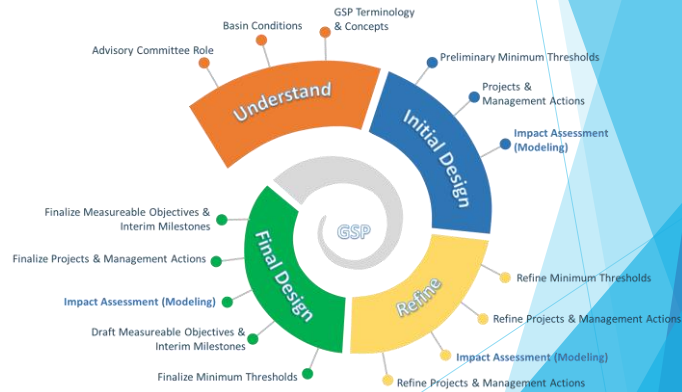 GSP Terminology
& Concepts
Basin Conditions
Advisory Committee Role
Understand
Preliminary Minimum Thresholds
Projects &
Management Actions
Impact Assessment
(Modeling)
Initial Design
Refine Minimum Thresholds
Refine Projects & Management Actions
Impact Assessment (Modeling)
Refine Projects & Management Actions
Refine
Finalize Minimum Thresholds
Draft Measureable Objectives &
Interim Milestones
Impact Assessment (Modeling)
Finalize Projects & Management Actions
Finalize Measureable Objectives &
Interim Milestones
Final Design
GSP